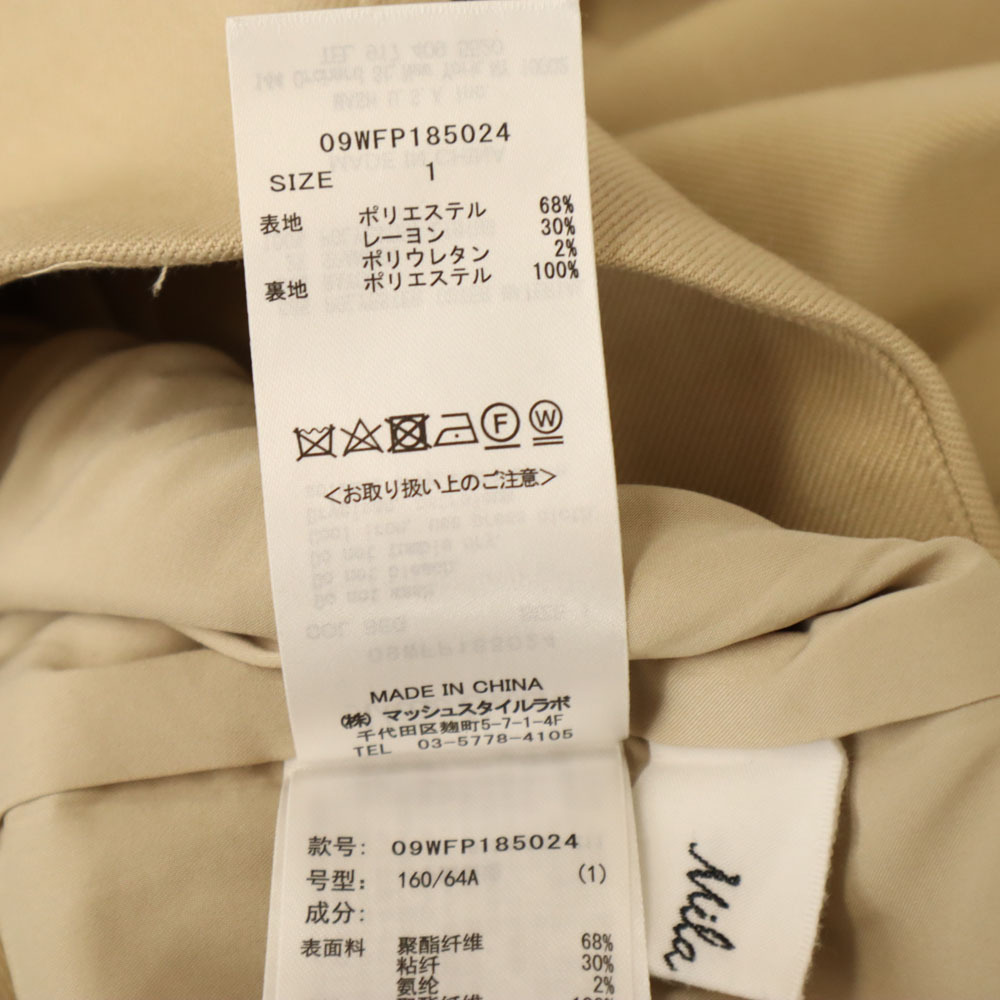 09WFP185024
SIZE 1
表地 ポリエステル 68%
レーヨン 30%
ポリウレタン 2%
裏地 ポリエステル 100%
F W
<お取り扱い上のご注意>
MADE IN CHINA
(株) マッシュスタイルラボ
千代田区麹町5-7-1-4F
TEL 03-5778-4105
款号: 09WFP185024
号型: 160/64A (1)
成分:
表面料 聚酯纤维 68%
粘纤 30%
氨纶 2%
Mila